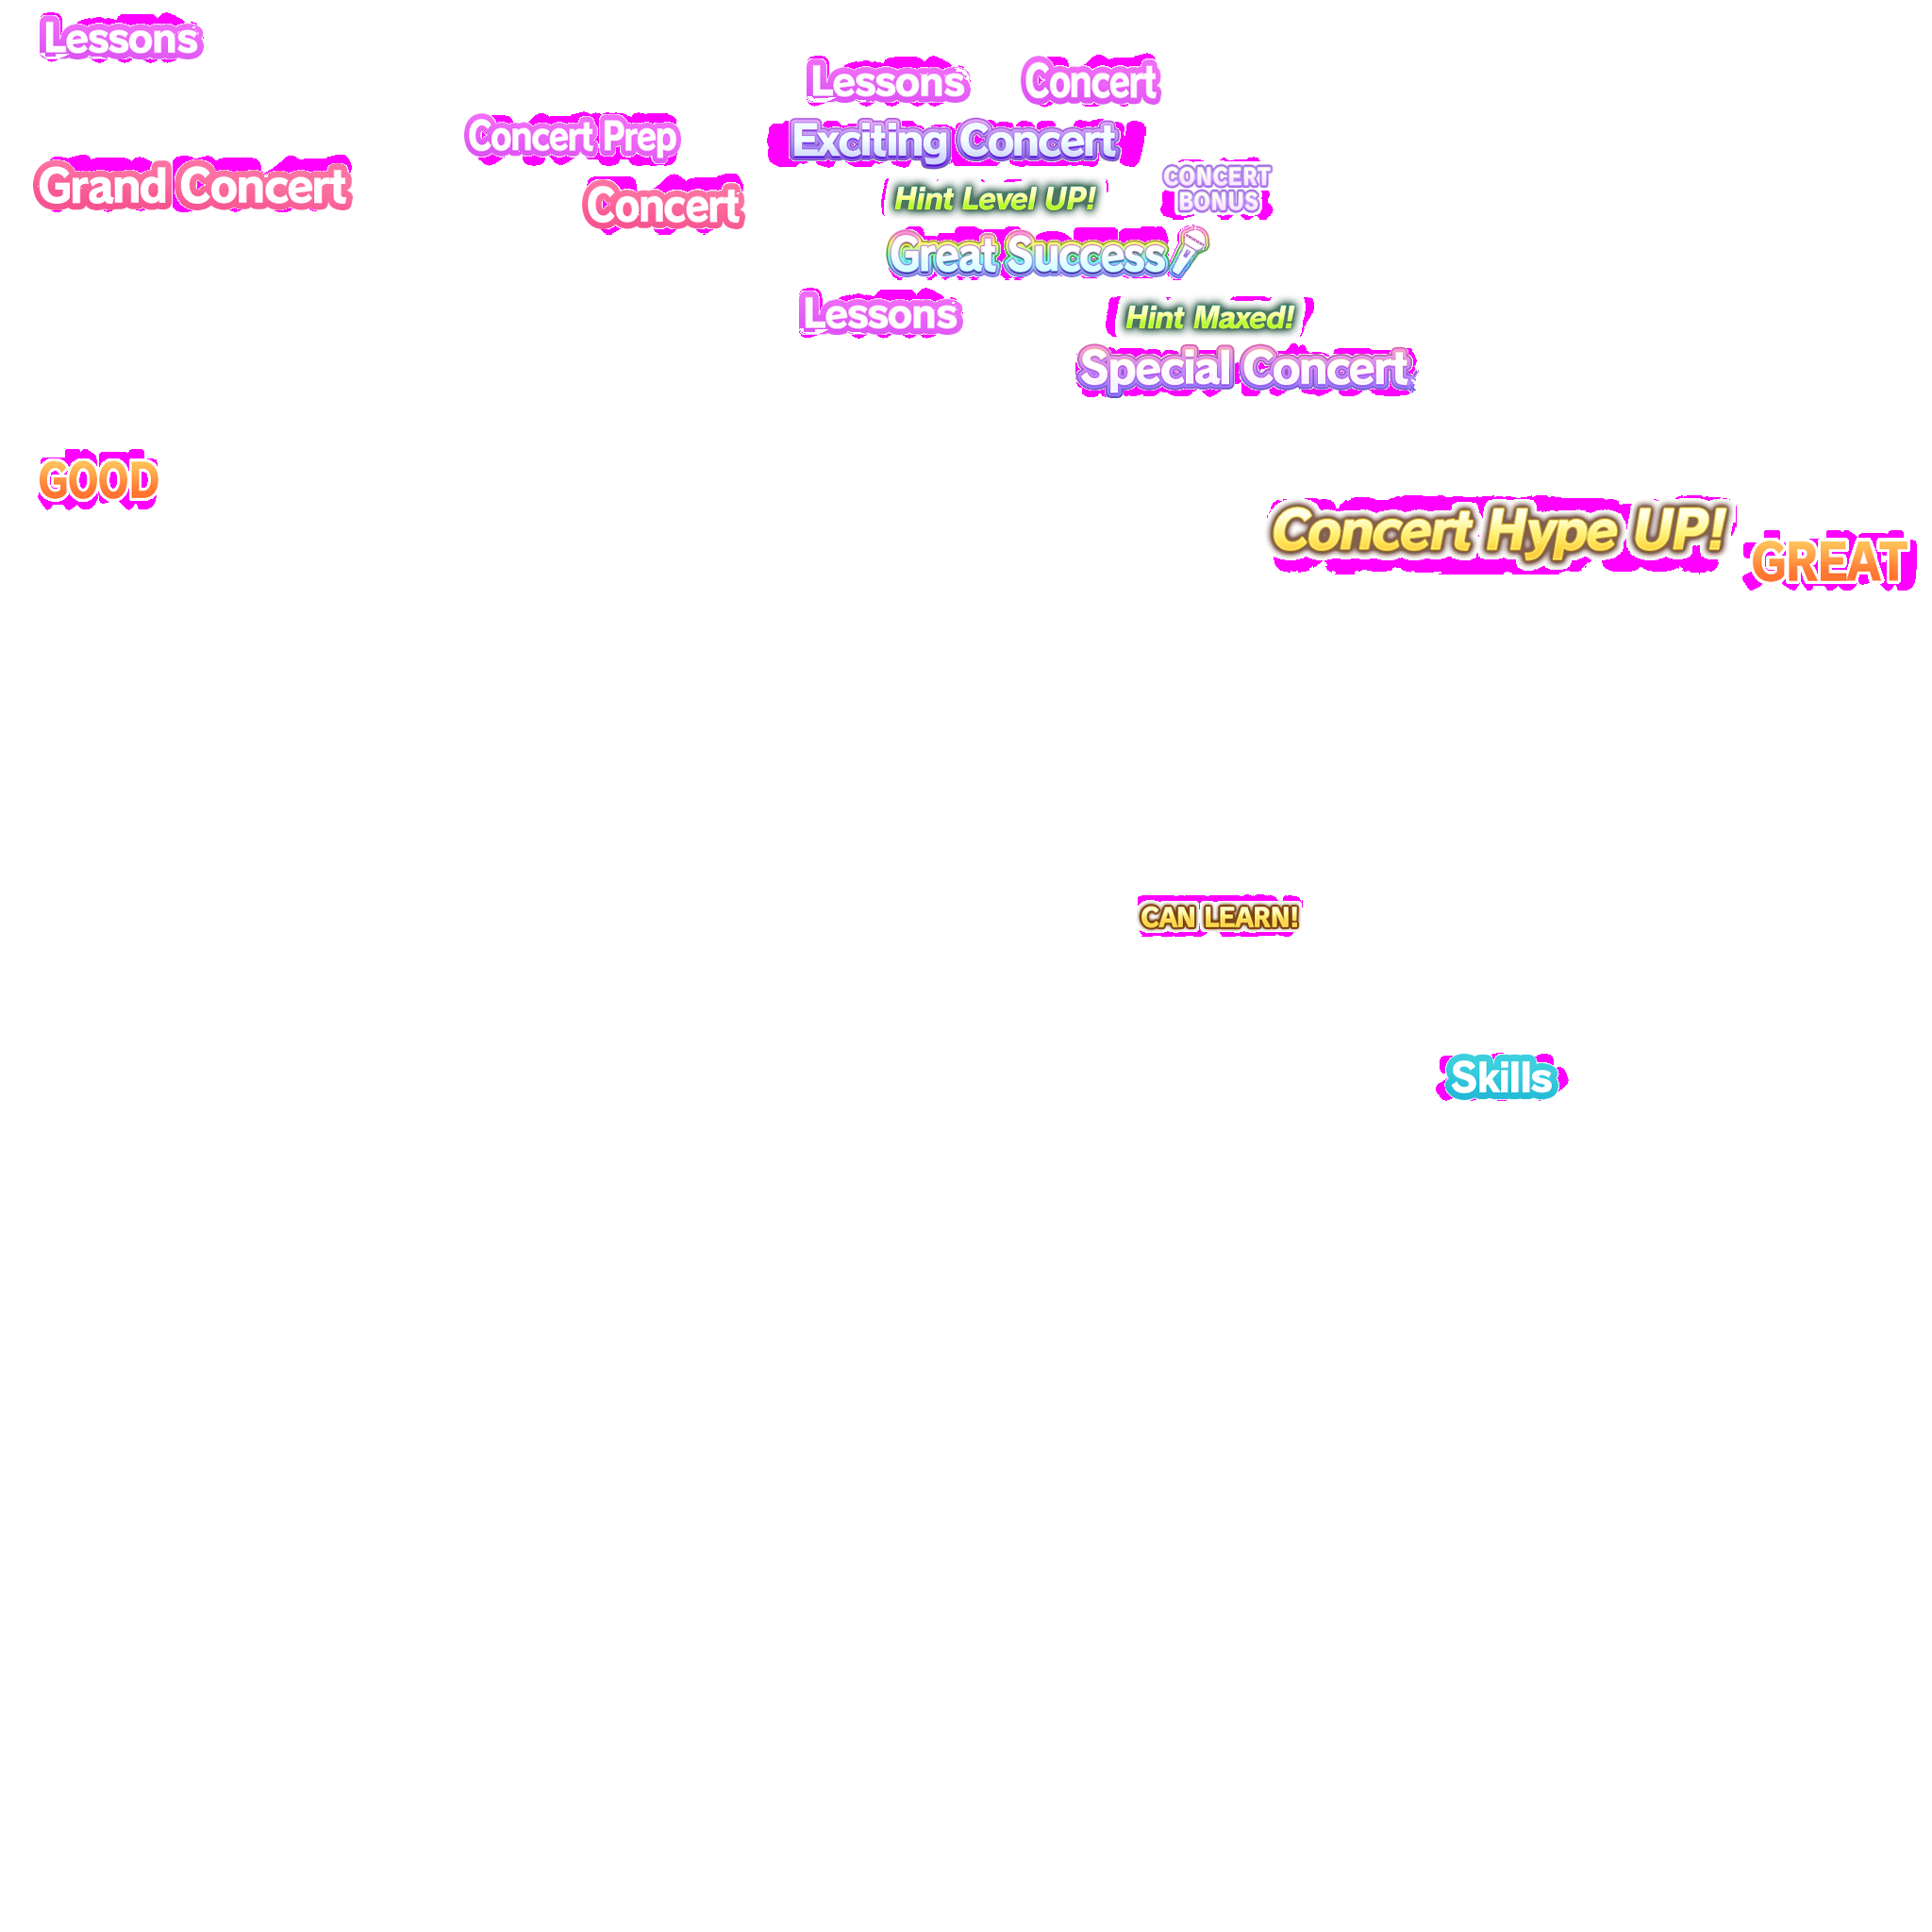 Lessons
Lessons
Concert
Concert Prep
Exciting Concert
Grand Concert
Concert
Hint Level UP!
CONCERT
BONUS
Great Success
Lessons
Hint Maxed!
Special Concert
GOOD
Concert Hype UP!
GREAT
CAN LEARN!
Skills